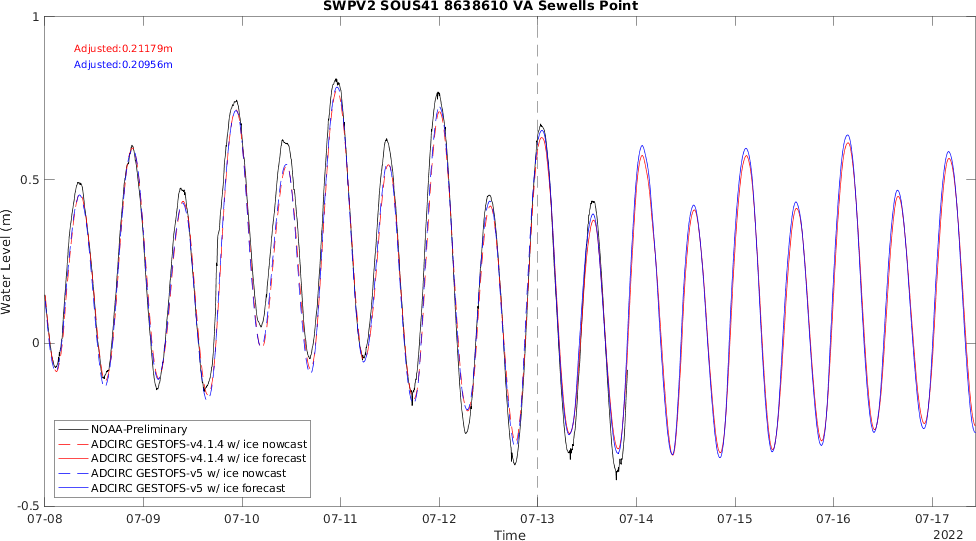 SWPV2 SOUS41 8638610 VA Sewells Point
1
Adjusted:0.21179m
Adjusted:0.20956m
0.5
Water Level (m)
0
NOAA-Preliminary
ADCIRC GESTOFS-v4.1.4 w/ ice nowcast
ADCIRC GESTOFS-v4.1.4 w/ ice forecast
ADCIRC GESTOFS-v5 w/ ice nowcast
ADCIRC GESTOFS-v5 w/ ice forecast
-0.5
07-08 07-09 07-10 07-11 07-12 07-13 07-14 07-15 07-16 07-17
Time
2022